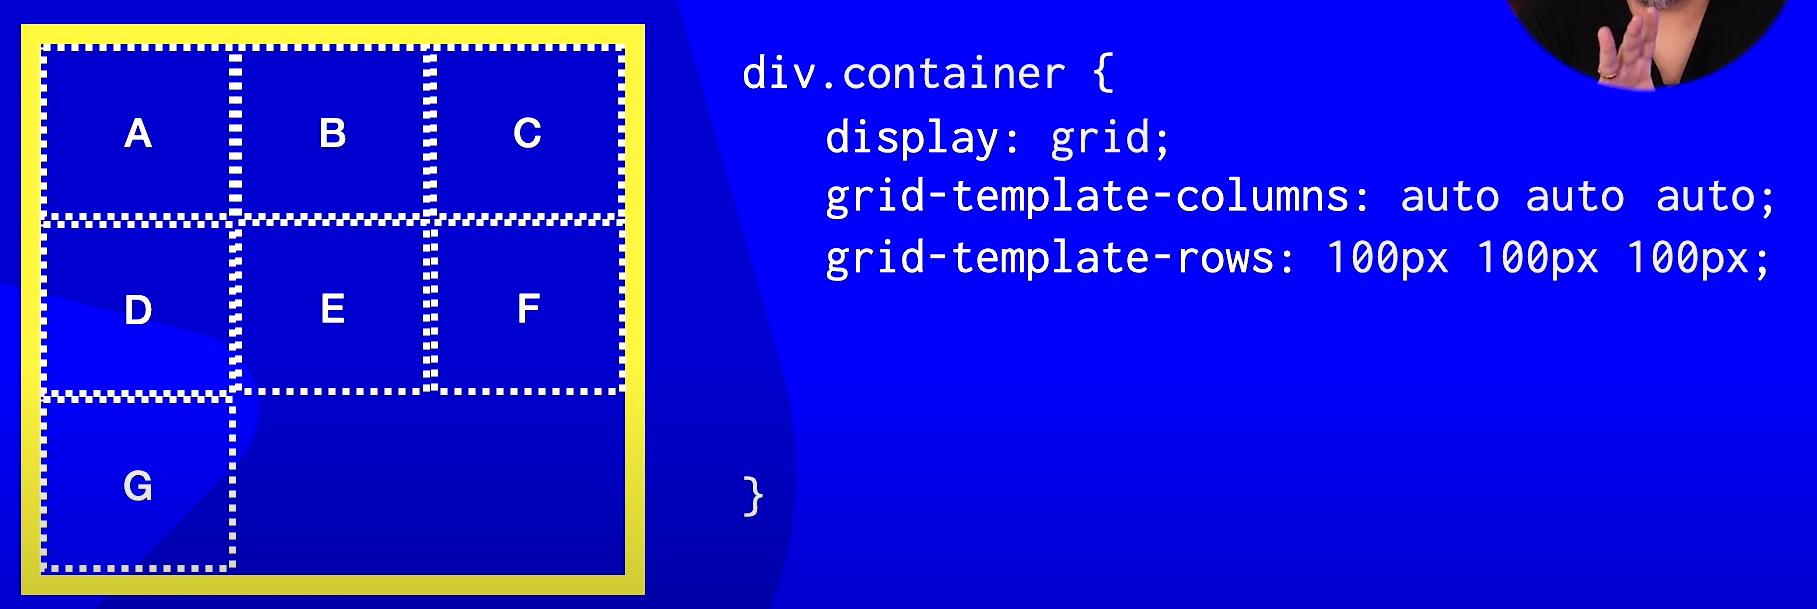 A B C
D E F
G
div.container {
display: grid;
grid-template-columns: auto auto auto;
grid-template-rows: 100px 100px 100px;
}